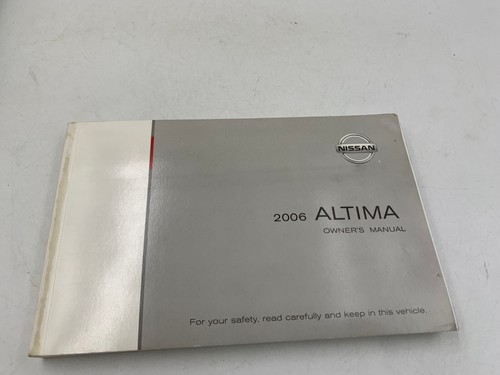 NISSAN
2006 ALTIMA
OWNER'S MANUAL
For your safety, read carefully and keep in this vehicle.